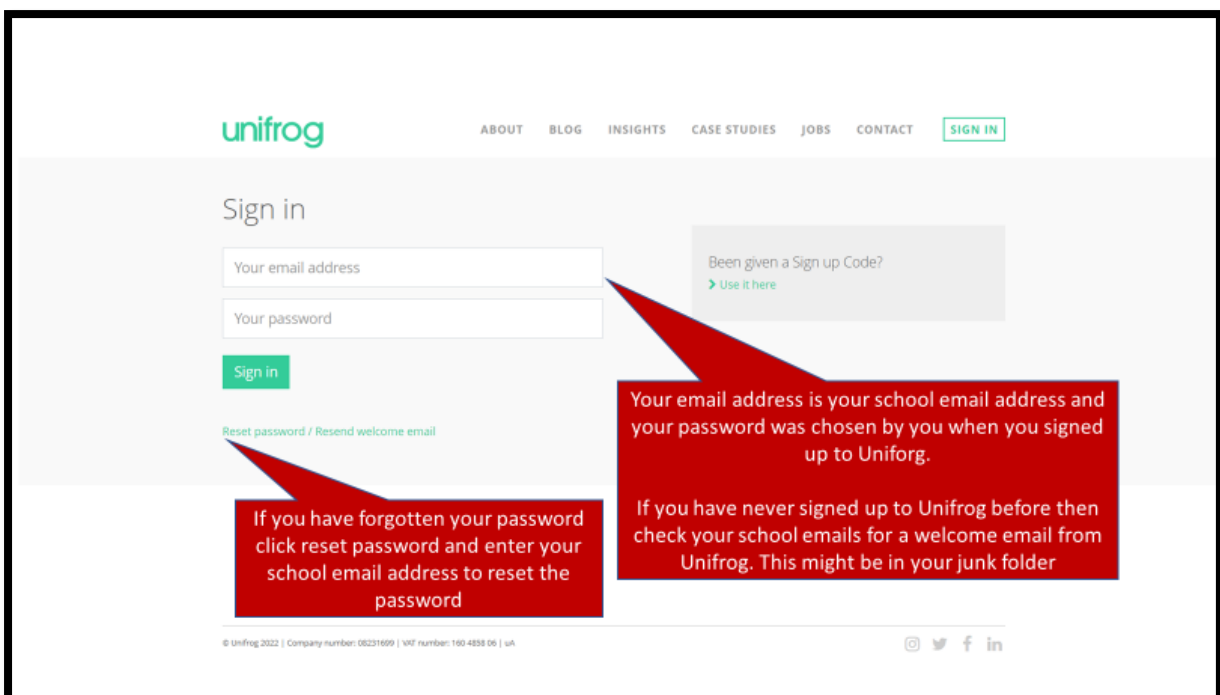 unifrog
ABOUT BLOG INSIGHTS CASE STUDIES JOBS CONTACT SIGN IN
Sign in
Your email address
Your password
Sign in
Reset password / Resend welcome email
Been given a Sign up Code?
Use it here
Your email address is your school email address and
your password was chosen by you when you signed
up to Uniforg.
If you have never signed up to Unifrog before then
check your school emails for a welcome email from
Unifrog. This might be in your junk folder
If you have forgotten your password
click reset password and enter your
school email address to reset the
password
© Unifrog 2022 | Company number: 08231699 | VAT number: 160 4858 06 | uA